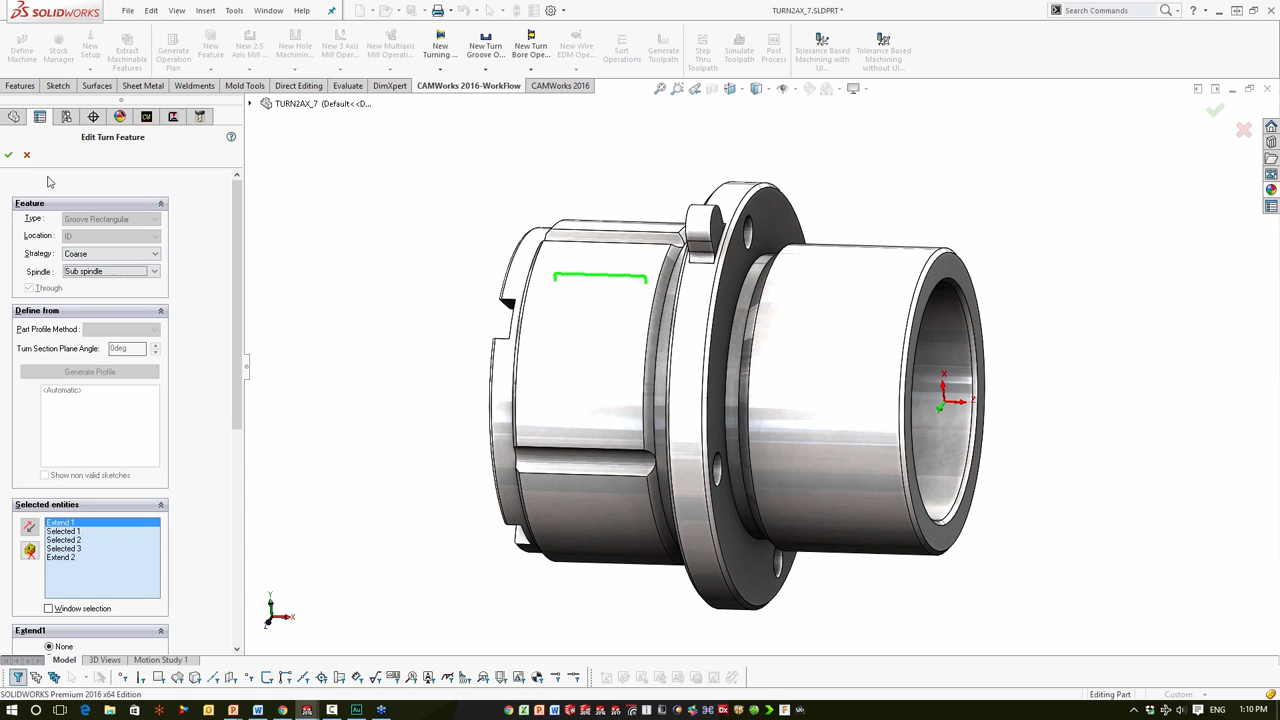 SOLIDWORKS
File Edit View Insert Tools Window Help
TURN2AX_7.SLDPRT *
Search Commands
Define Machine
Stock Manager
New Setup
Extract Machinable Features
Generate Operation Plan
New Feature
New 2.5 Axis Mill ...
New Hole Machinin...
New 3 Axis Mill Oper...
New Multiaxis Mill Operati...
New Turning ...
New Turn Groove O...
New Turn Bore Ope...
New Wire EDM Ope...
Sort Operations
Generate Toolpath
Step Thru Toolpath
Simulate Toolpath
Post Process
Tolerance Based Machining with Ui...
Tolerance Based Machining without Ui...
Features Sketch Surfaces Sheet Metal Weldments Mold Tools Direct Editing Evaluate DimXpert CAMWorks 2016-WorkFlow CAMWorks 2016
TURN2AX_7 (Default<<D...
Edit Turn Feature
Feature
Type : Groove Rectangular
Location : ID
Strategy : Coarse
Spindle : Sub spindle
Through
Define from
Part Profile Method :
Turn Section Plane Angle: 0deg
Generate Profile
<Automatic>
Show non valid sketches
Selected entities
Extend 1
Selected 1
Selected 2
Selected 3
Extend 2
Window selection
Extend1
None
X
Z
Y
X
Z
Model 3D Views Motion Study 1
SOLIDWORKS Premium 2016 x64 Edition
Editing Part
Custom
1:10 PM